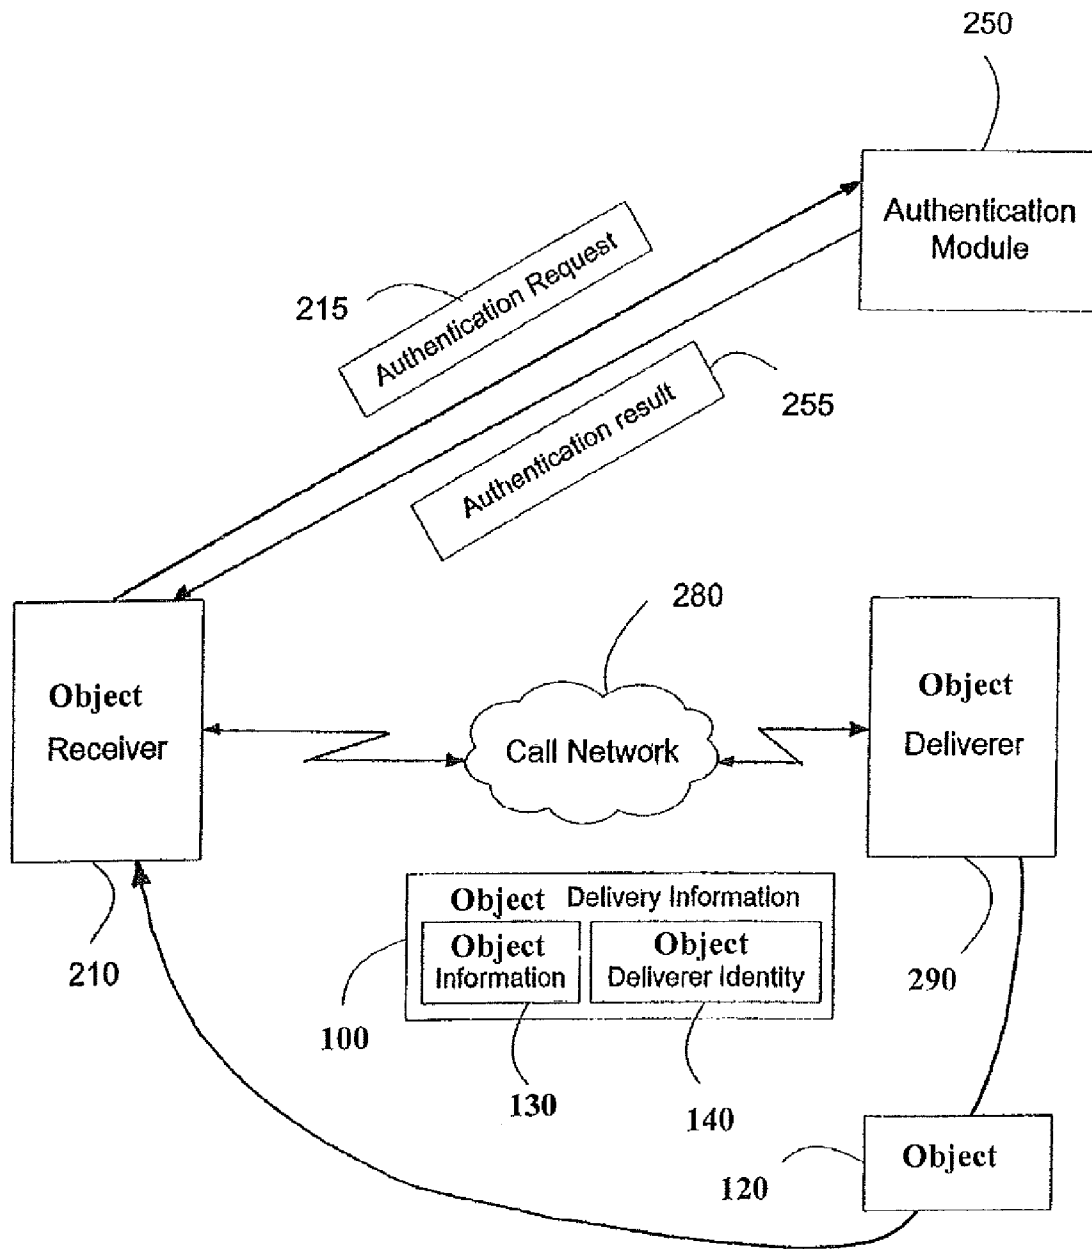 250
Authentication
Module
215
Authentication Request
255
Authentication result
280
Object
Receiver
Call Network
Object
Deliverer
210
Object Delivery Information
Object
Information
Object
Deliverer Identity
290
100
130
140
120
Object